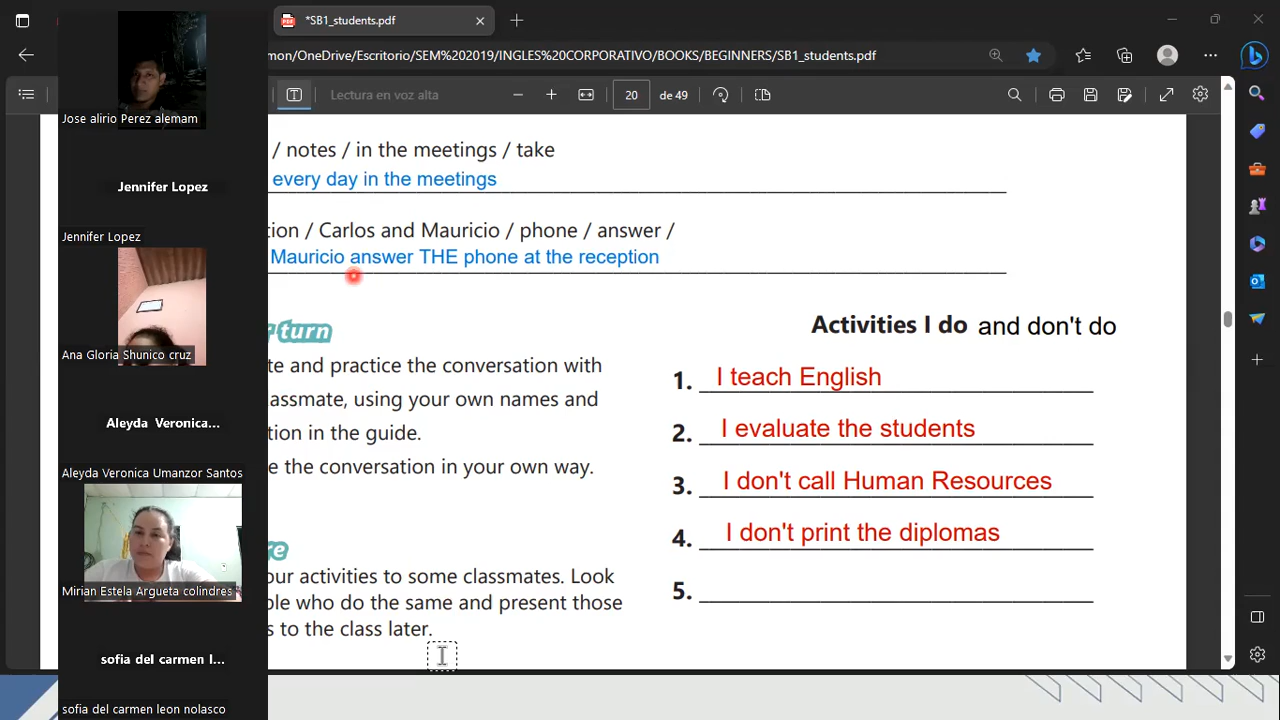 *SB1_students.pdf
mon/OneDrive/Escritorio/SEM%202019/INGLES%20CORPORATIVO/BOOKS/BEGINNERS/SB1_students.pdf
Lectura en voz alta
20
de 49
Jose alirio Perez alemam
Jennifer Lopez
Jennifer Lopez
Ana Gloria Shunico cruz
Aleyda Veronica...
Aleyda Veronica Umanzor Santos
Mirian Estela Argueta colindres
sofia del carmen l...
sofia del carmen leon nolasco
/ notes / in the meetings / take
every day in the meetings
tion / Carlos and Mauricio / phone / answer /
Mauricio answer THE phone at the reception
turn
te and practice the conversation with
assmate, using your own names and
tion in the guide.
e the conversation in your own way.
re
our activities to some classmates. Look
ple who do the same and present those
s to the class later.
Activities I do and don't do
1. I teach English
2. I evaluate the students
3. I don't call Human Resources
4. I don't print the diplomas
5.